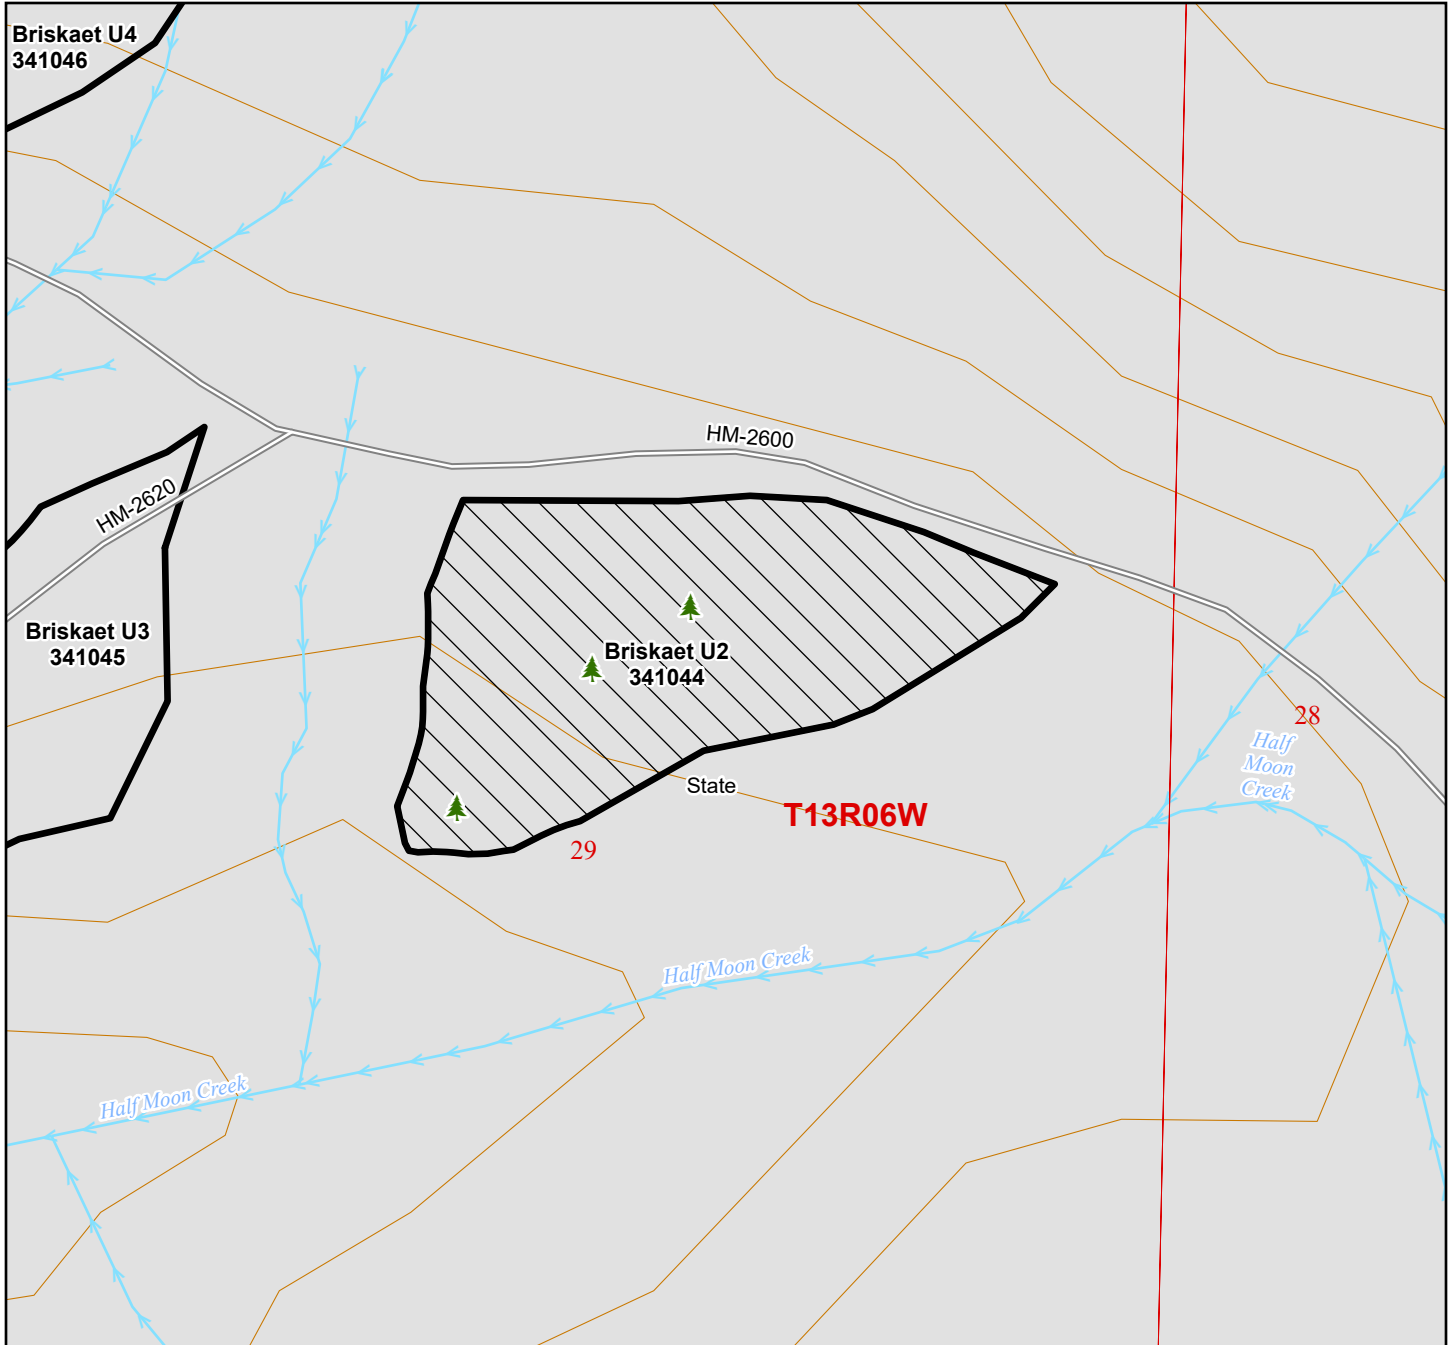 Briskaet U4
341046
HM-2600
HM-2620
Briskaet U3
341045
Briskaet U2
341044
28
Half
Moon
Creek
State
T13R06W
29
Half Moon Creek
Half Moon Creek